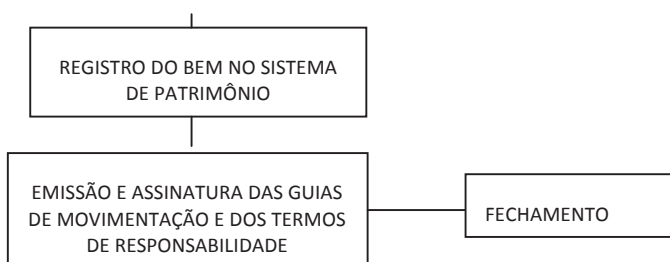 REGISTRO DO BEM NO SISTEMA
DE PATRIMÔNIO
EMISSÃO E ASSINATURA DAS GUIAS
DE MOVIMENTAÇÃO E DOS TERMOS
DE RESPONSABILIDADE
FECHAMENTO